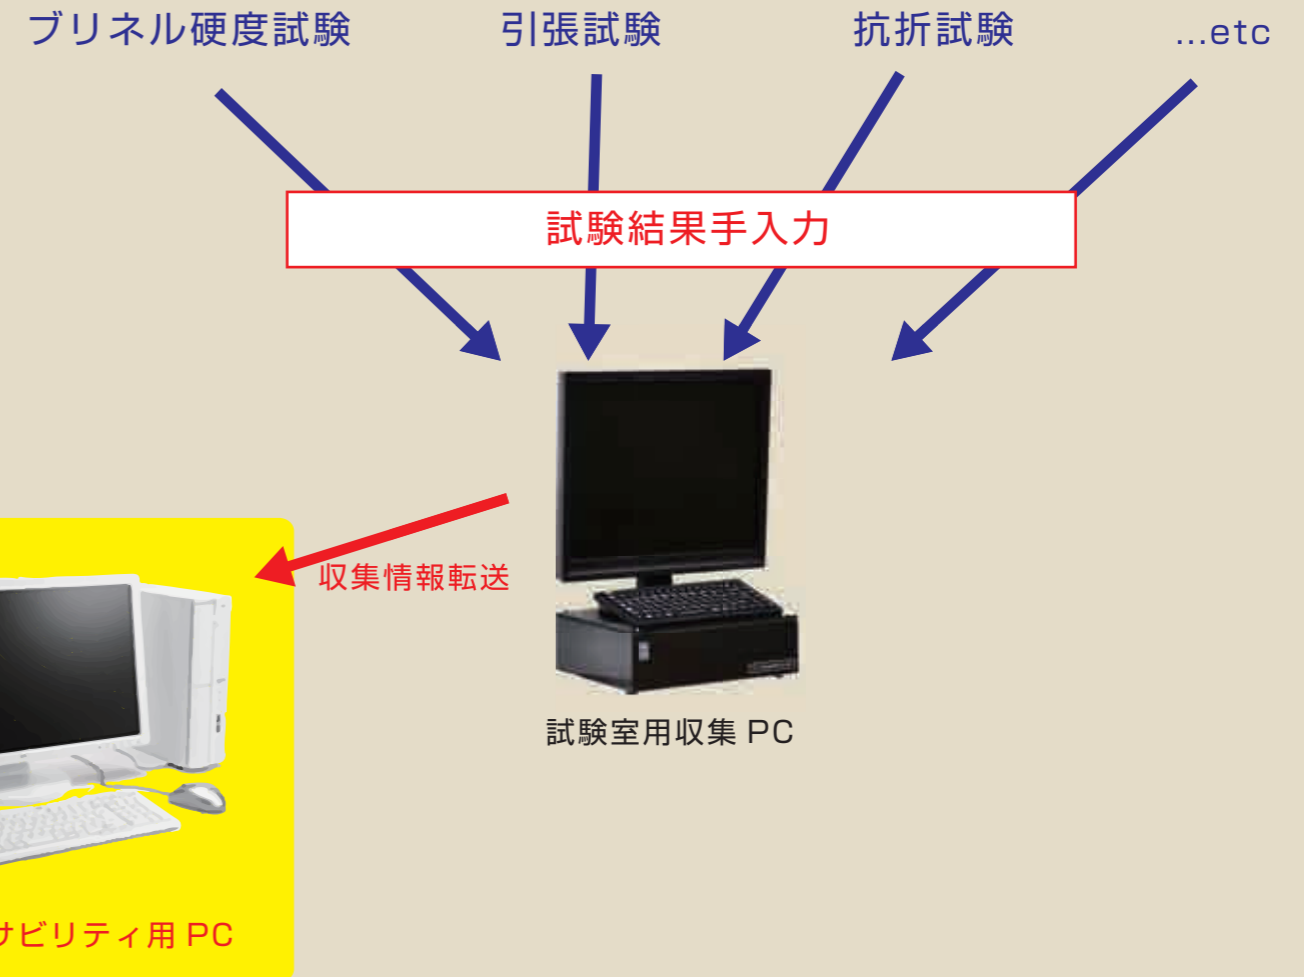 ブリネル硬度試験
引張試験
抗折試験
...etc
試験結果手入力
収集情報転送
試験室用収集 PC
サビリティ用 PC